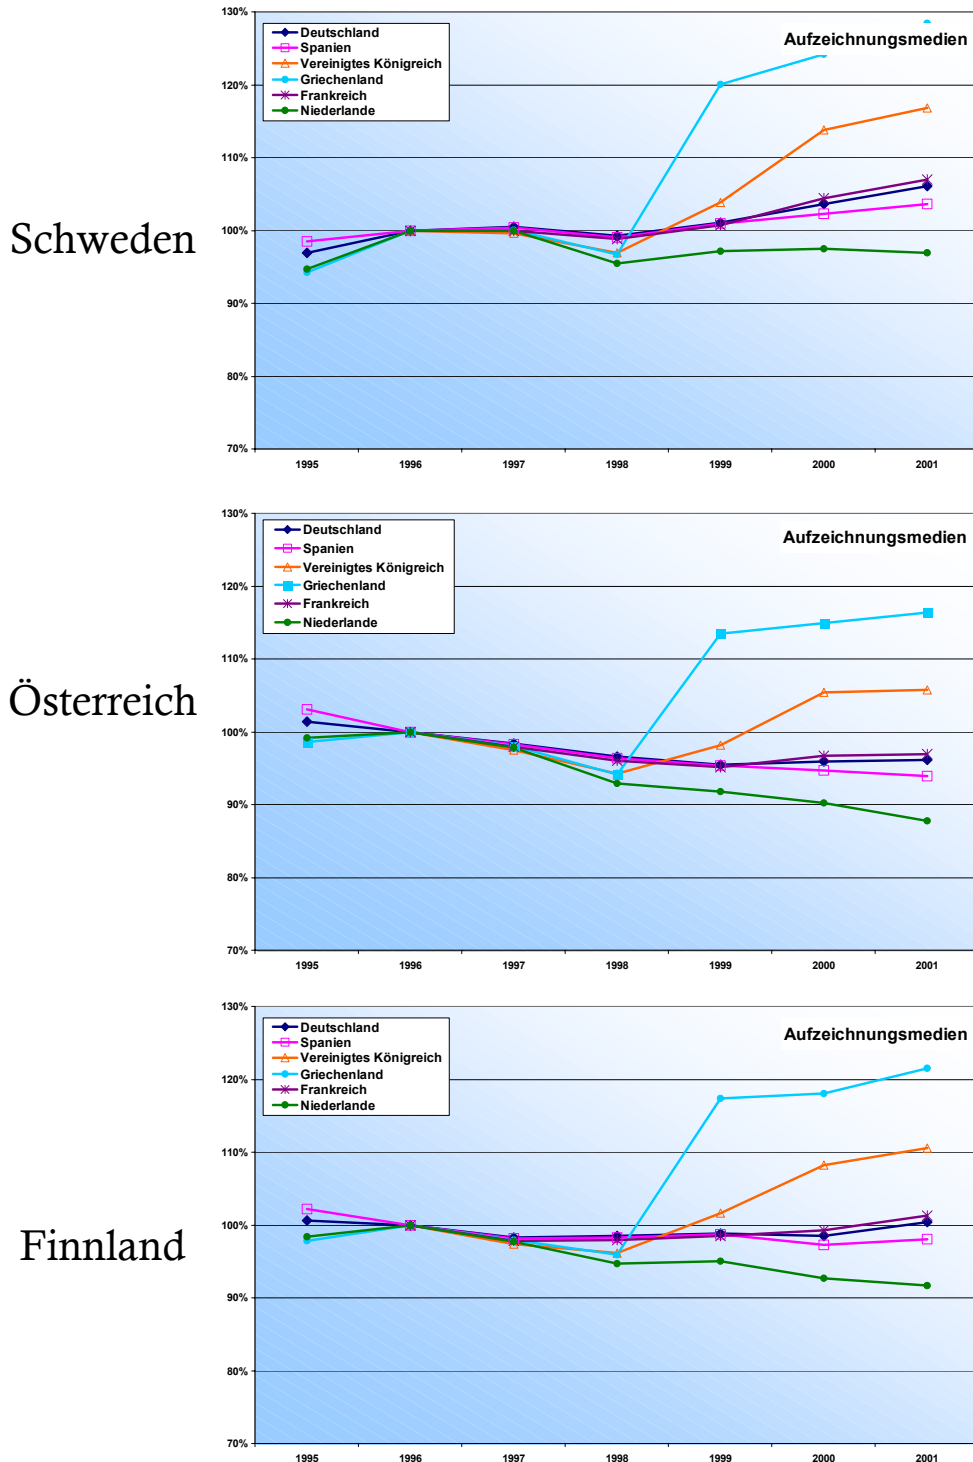 Schweden
130%
120%
110%
100%
90%
80%
70%
Deutschland
Spanien
Vereinigtes Königreich
Griechenland
Frankreich
Niederlande
Aufzeichnungsmedien
1995 1996 1997 1998 1999 2000 2001
Österreich
130%
120%
110%
100%
90%
80%
70%
Deutschland
Spanien
Vereinigtes Königreich
Griechenland
Frankreich
Niederlande
Aufzeichnungsmedien
1995 1996 1997 1998 1999 2000 2001
Finnland
130%
120%
110%
100%
90%
80%
70%
Deutschland
Spanien
Vereinigtes Königreich
Griechenland
Frankreich
Niederlande
Aufzeichnungsmedien
1995 1996 1997 1998 1999 2000 2001